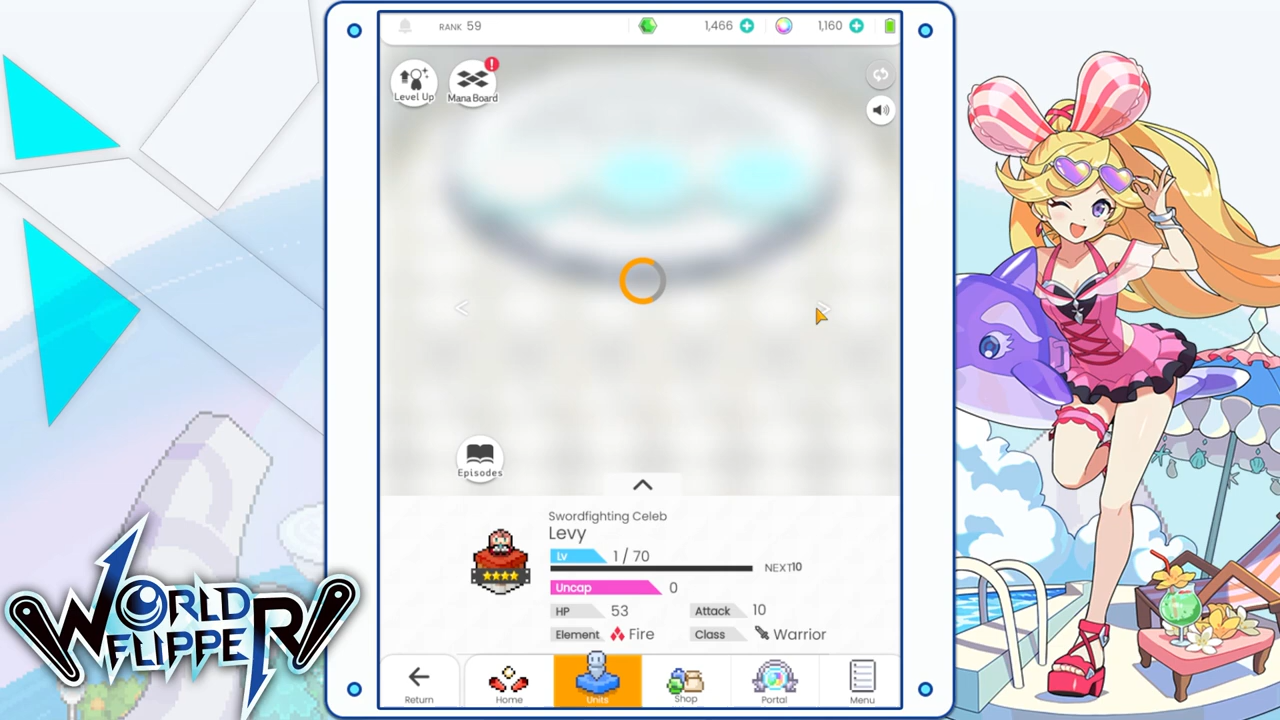 RANK 59
1,466
1,160
Level Up
!
Mana Board
Episodes
Swordfighting Celeb
Levy
Lv 1 / 70
NEXT10
Uncap 0
HP 53 Attack 10
Element Fire Class Warrior
WORLD
FLIPPER
Return
Home
Units
Shop
Portal
Menu